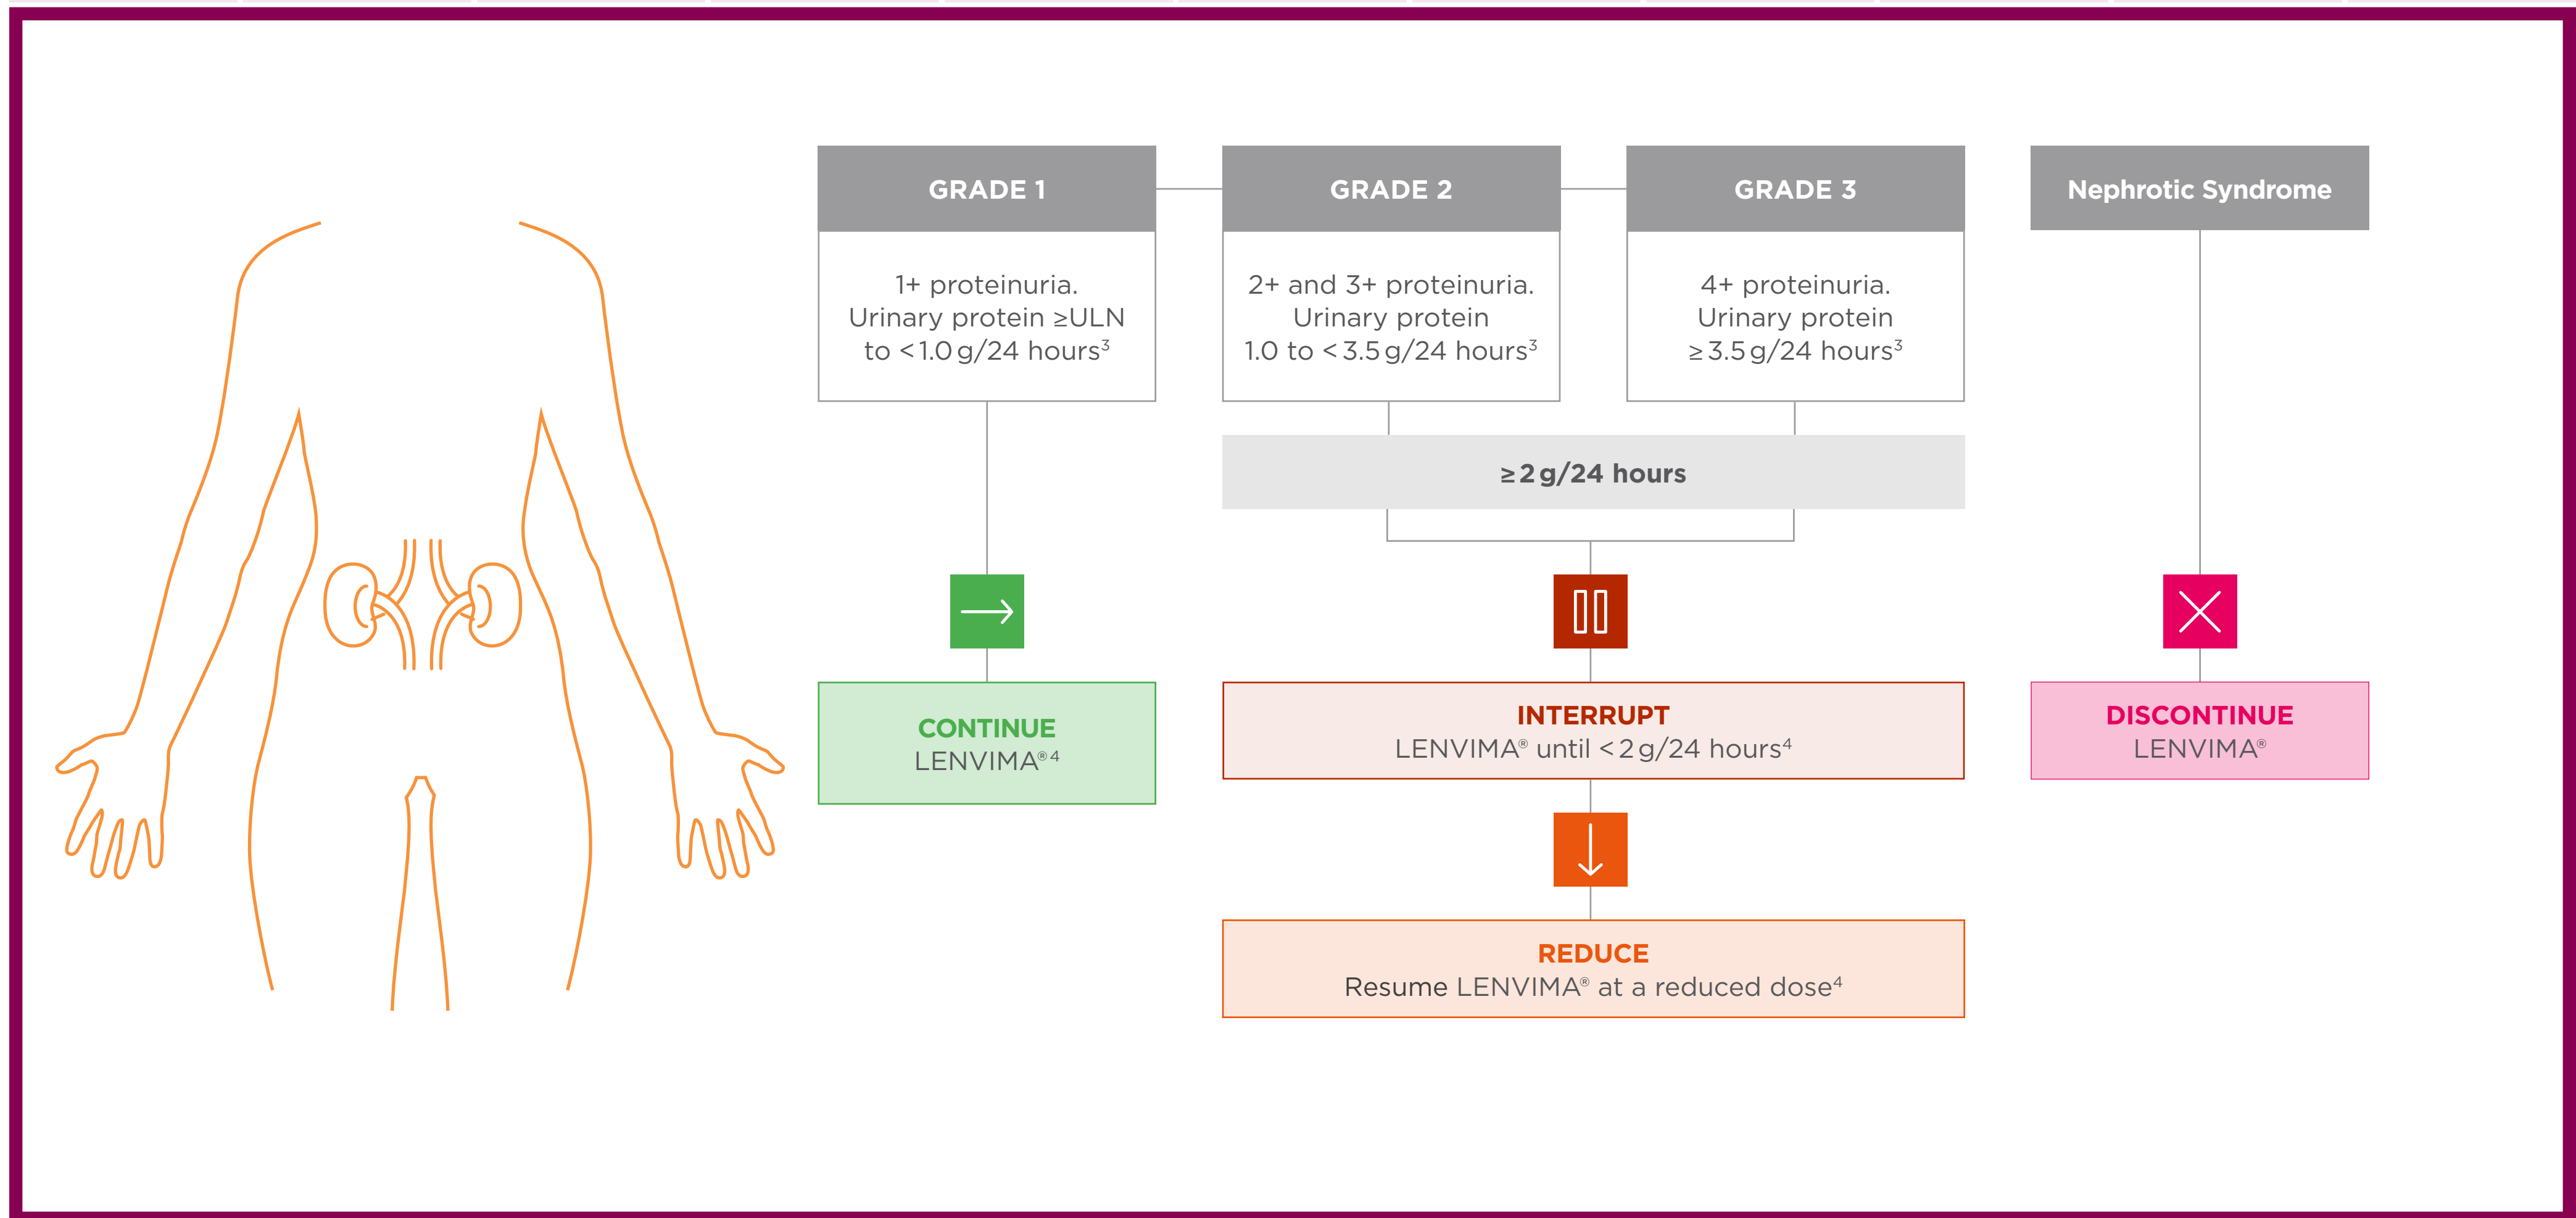 GRADE 1
1+ proteinuria.
Urinary protein ≥ULN
to <1.0 g/24 hours³
CONTINUE
LENVIMA®⁴
GRADE 2
2+ and 3+ proteinuria.
Urinary protein
1.0 to <3.5 g/24 hours³
GRADE 3
4+ proteinuria.
Urinary protein
≥3.5 g/24 hours³
≥2 g/24 hours
INTERRUPT
LENVIMA® until <2 g/24 hours⁴
REDUCE
Resume LENVIMA® at a reduced dose⁴
Nephrotic Syndrome
DISCONTINUE
LENVIMA®